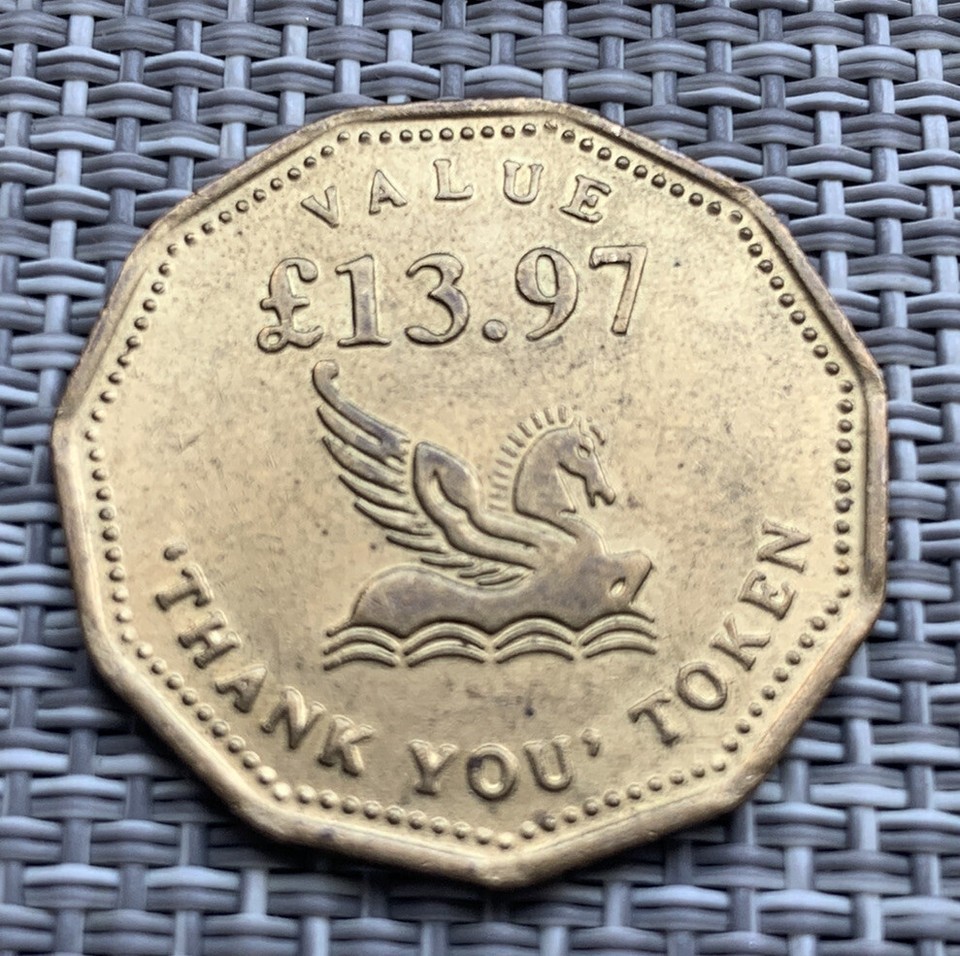 VALUE
£13.97
'THANK YOU' TOKEN